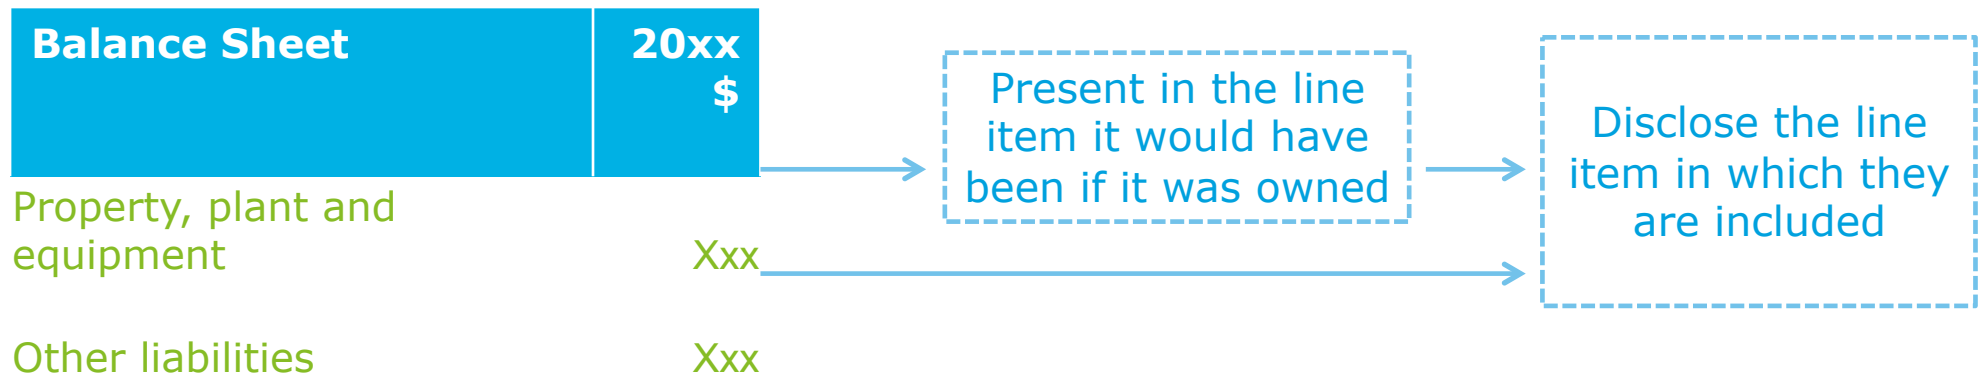 Balance Sheet 20xx
$
Property, plant and
equipment Xxx
Other liabilities Xxx
Present in the line
item it would have
been if it was owned
Disclose the line
item in which they
are included